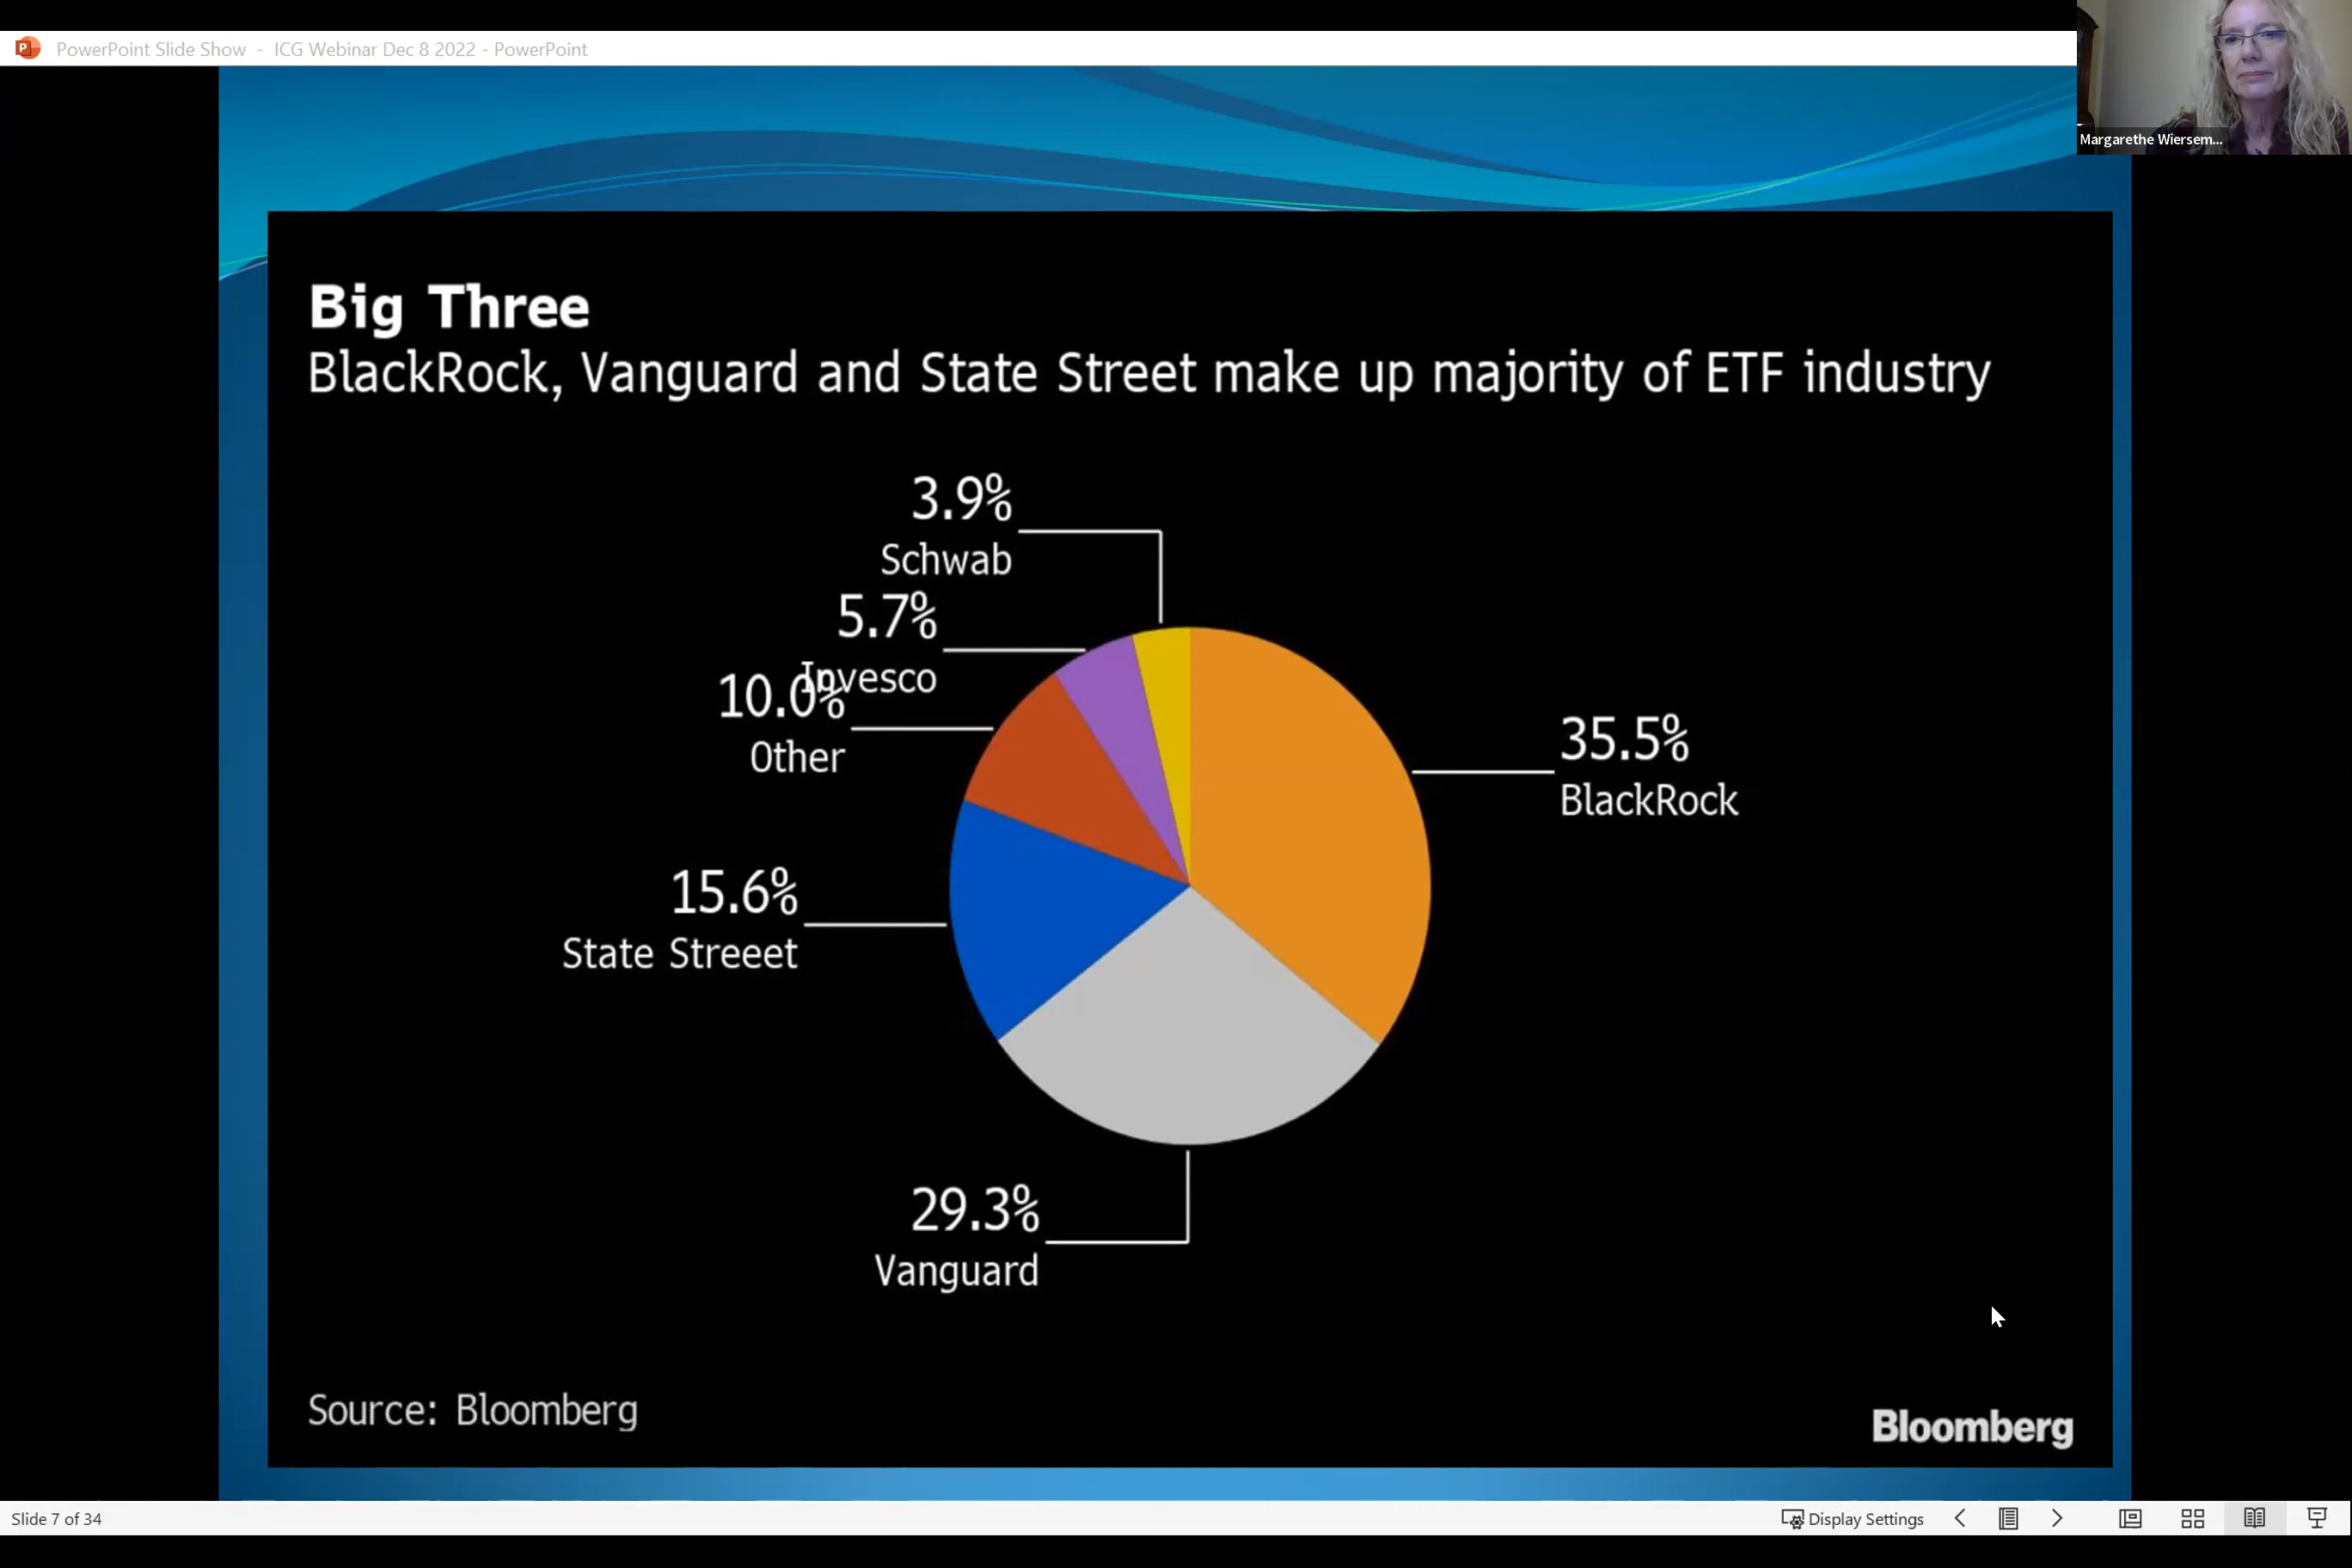 PowerPoint Slide Show - ICG Webinar Dec 8 2022 - PowerPoint
Margarethe Wiersem...
Big Three
BlackRock, Vanguard and State Street make up majority of ETF industry
3.9%
Schwab
5.7%
Invesco
10.0%
Other
35.5%
BlackRock
15.6%
State Streeet
29.3%
Vanguard
Source: Bloomberg
Bloomberg
Slide 7 of 34
Display Settings